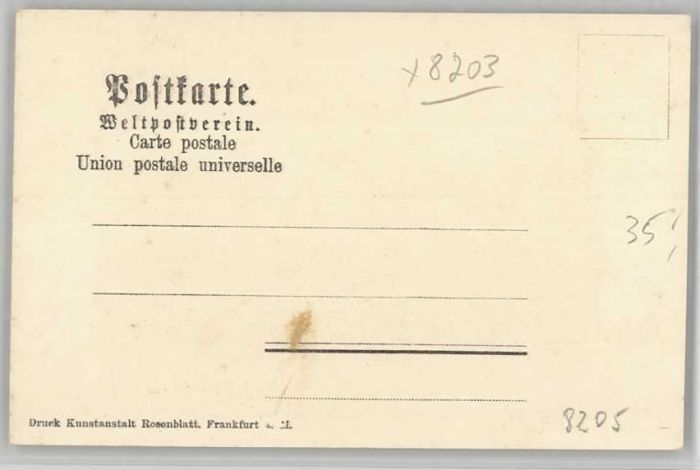 Postkarte.
Weltpostverein.
Carte postale
Union postale universelle
x8203
35,
Druck Kunstanstalt Rosenblatt. Frankfurt a. M.
8205